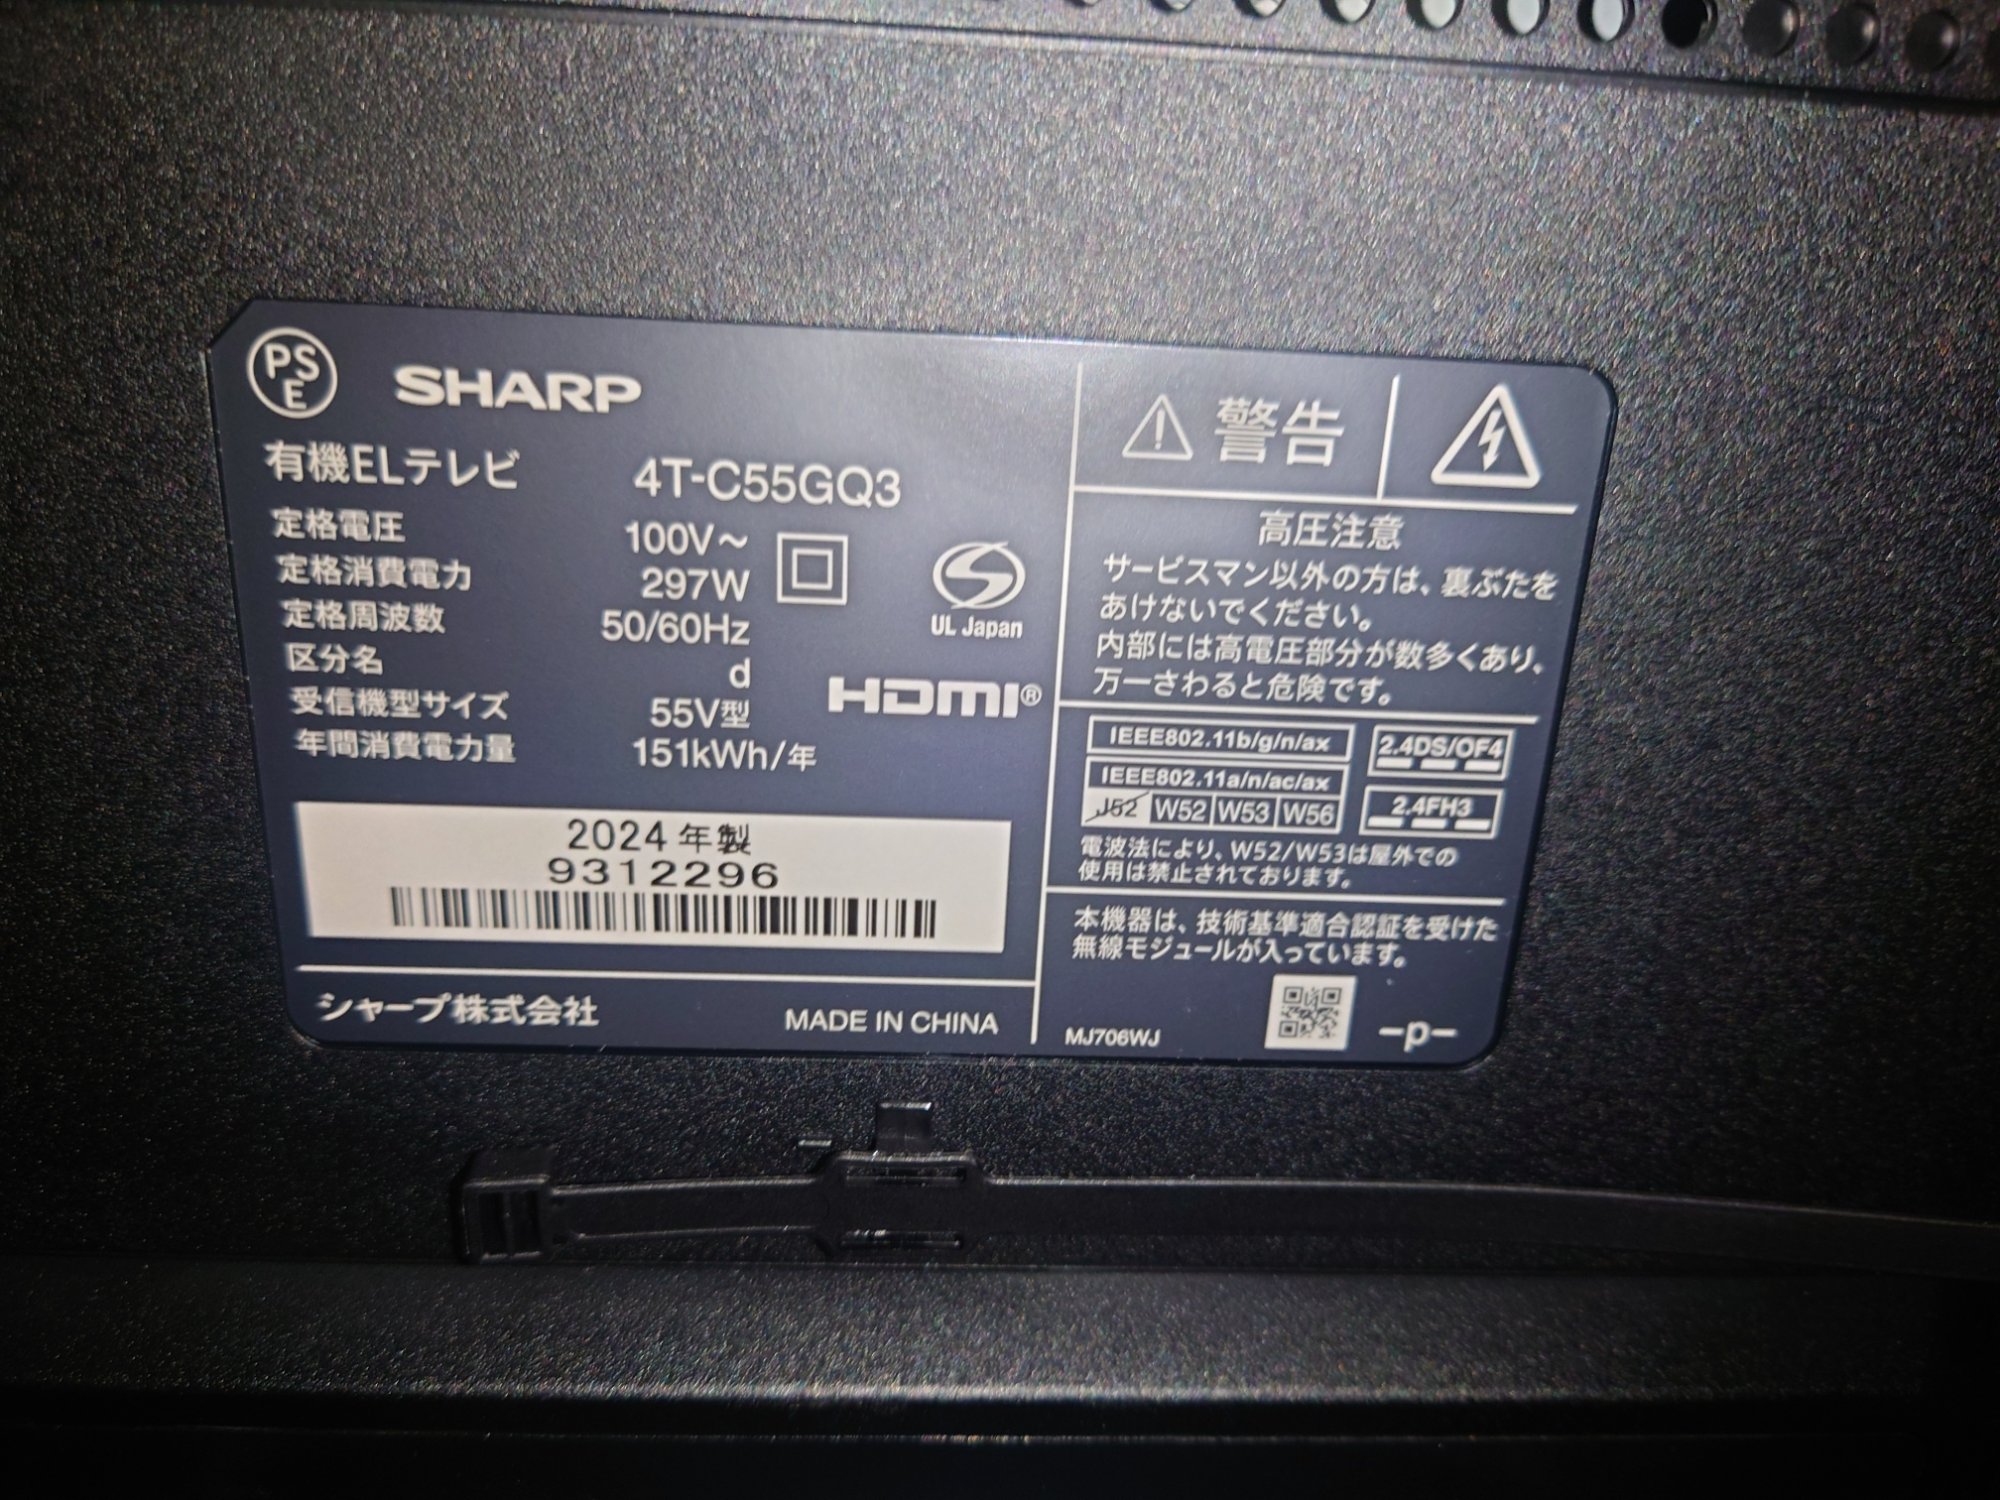 PSE
SHARP
有機ELテレビ 4T-C55GQ3
定格電圧 100V～
定格消費電力 297W
定格周波数 50/60Hz
区分名 d
受信機型サイズ 55V型
年間消費電力量 151kWh/年
UL Japan
HDMI®
2024年製
9312296
シャープ株式会社 MADE IN CHINA
警告
高圧注意
サービスマン以外の方は、裏ぶたを
あけないでください。
内部には高電圧部分が数多くあり、
万一さわると危険です。
IEEE802.11b/g/n/ax
IEEE802.11a/n/ac/ax
J52 W52 W53 W56
2.4DS/OF4
2.4FH3
電波法により、W52/W53は屋外での
使用は禁止されております。
本機器は、技術基準適合認証を受けた
無線モジュールが入っています。
MJ706WJ
-p-